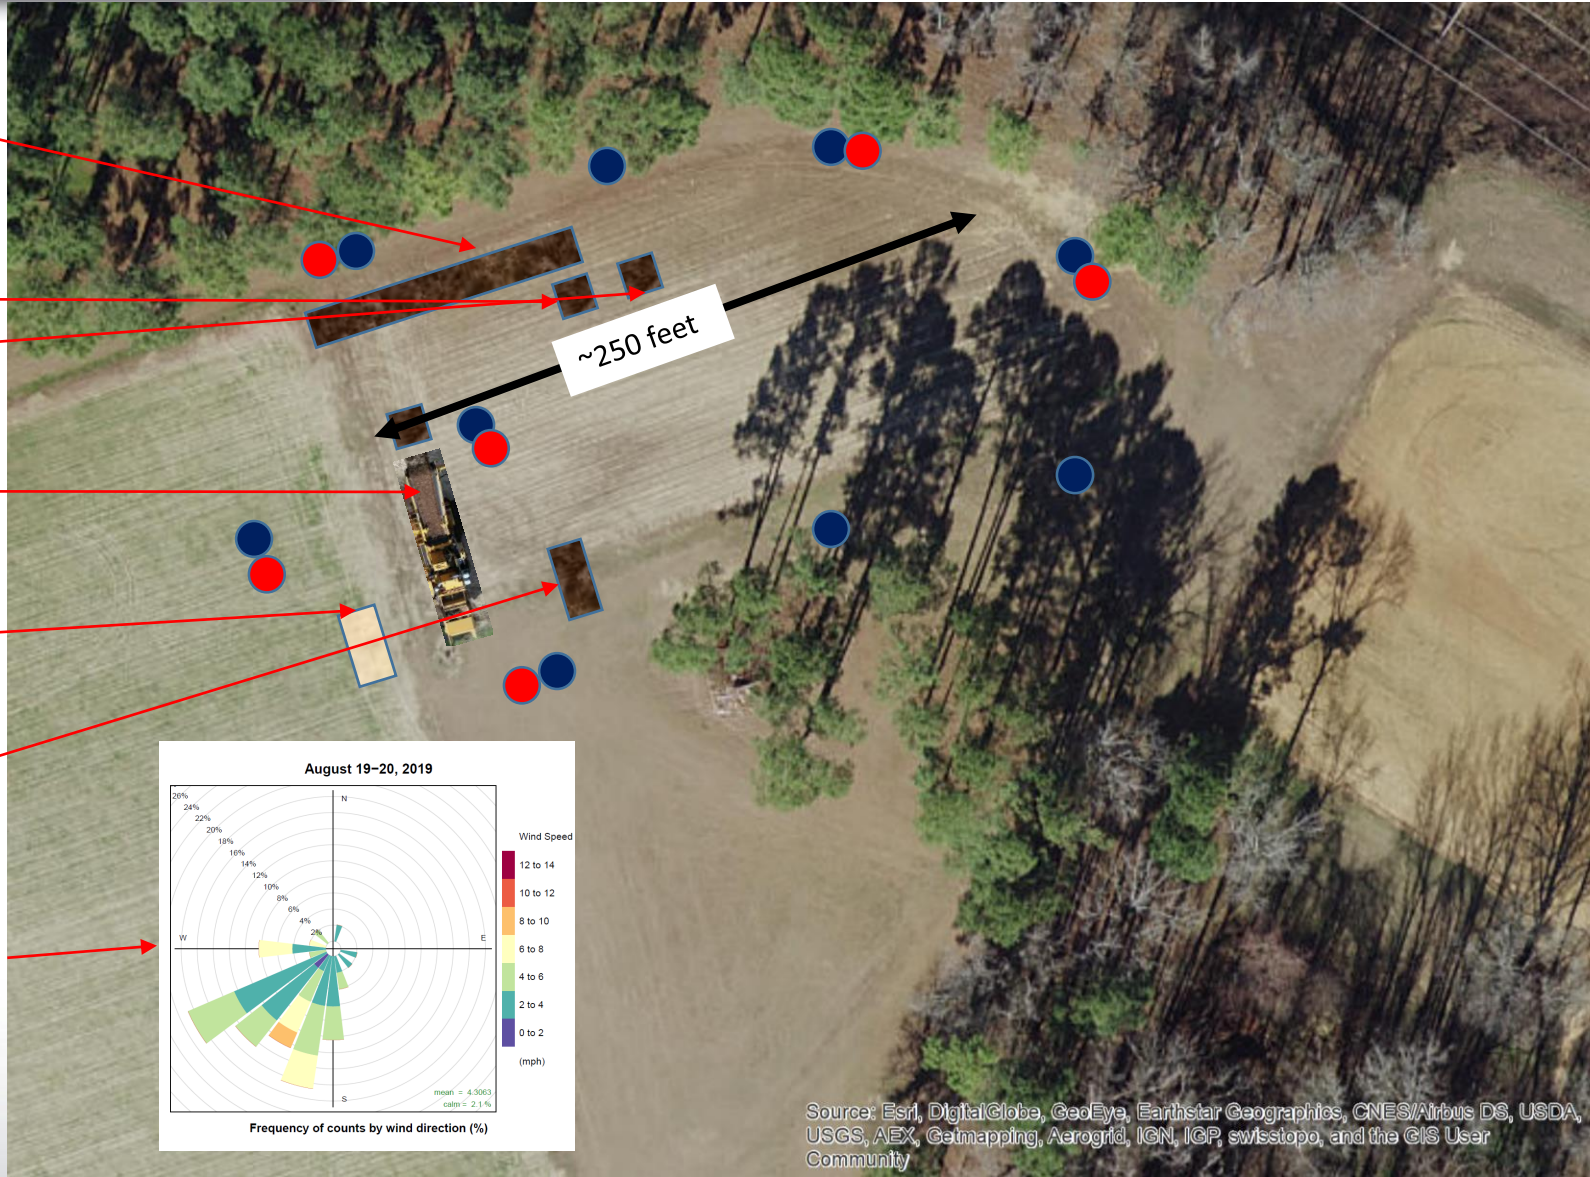 ~250 feet
August 19−20, 2019
26%
24%
22%
20%
18%
16%
14%
12%
10%
8%
6%
4%
2%
N
W
E
S
Wind Speed
12 to 14
10 to 12
8 to 10
6 to 8
4 to 6
2 to 4
0 to 2
(mph)
mean = 4.3063
calm = 2.1 %
Frequency of counts by wind direction (%)
Source: Esri, DigitalGlobe, GeoEye, Earthstar Geographics, CNES/Airbus DS, USDA,
USGS, AEX, Getmapping, Aerogrid, IGN, IGP, swisstopo, and the GIS User
Community